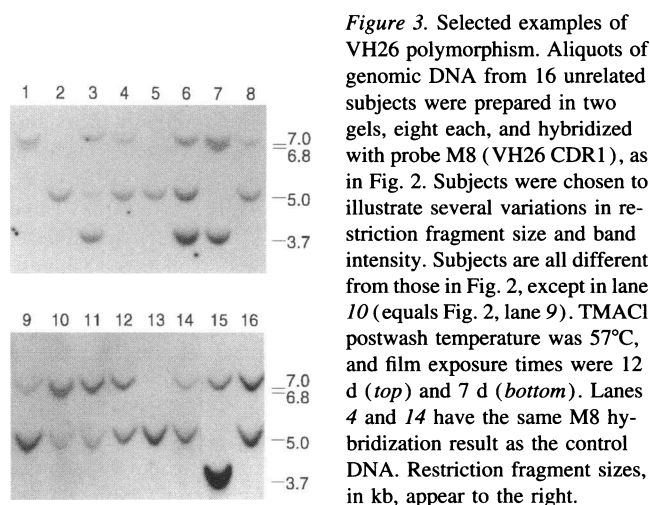 1 2 3 4 5 6 7 8
7.0
6.8
5.0
3.7
9 10 11 12 13 14 15 16
7.0
6.8
5.0
3.7
Figure 3. Selected examples of
VH26 polymorphism. Aliquots of
genomic DNA from 16 unrelated
subjects were prepared in two
gels, eight each, and hybridized
with probe M8 (VH26 CDR1), as
in Fig. 2. Subjects were chosen to
illustrate several variations in re-
striction fragment size and band
intensity. Subjects are all different
from those in Fig. 2, except in lane
10 (equals Fig. 2, lane 9). TMACl
postwash temperature was 57°C,
and film exposure times were 12
d (top) and 7 d (bottom). Lanes
4 and 14 have the same M8 hy-
bridization result as the control
DNA. Restriction fragment sizes,
in kb, appear to the right.